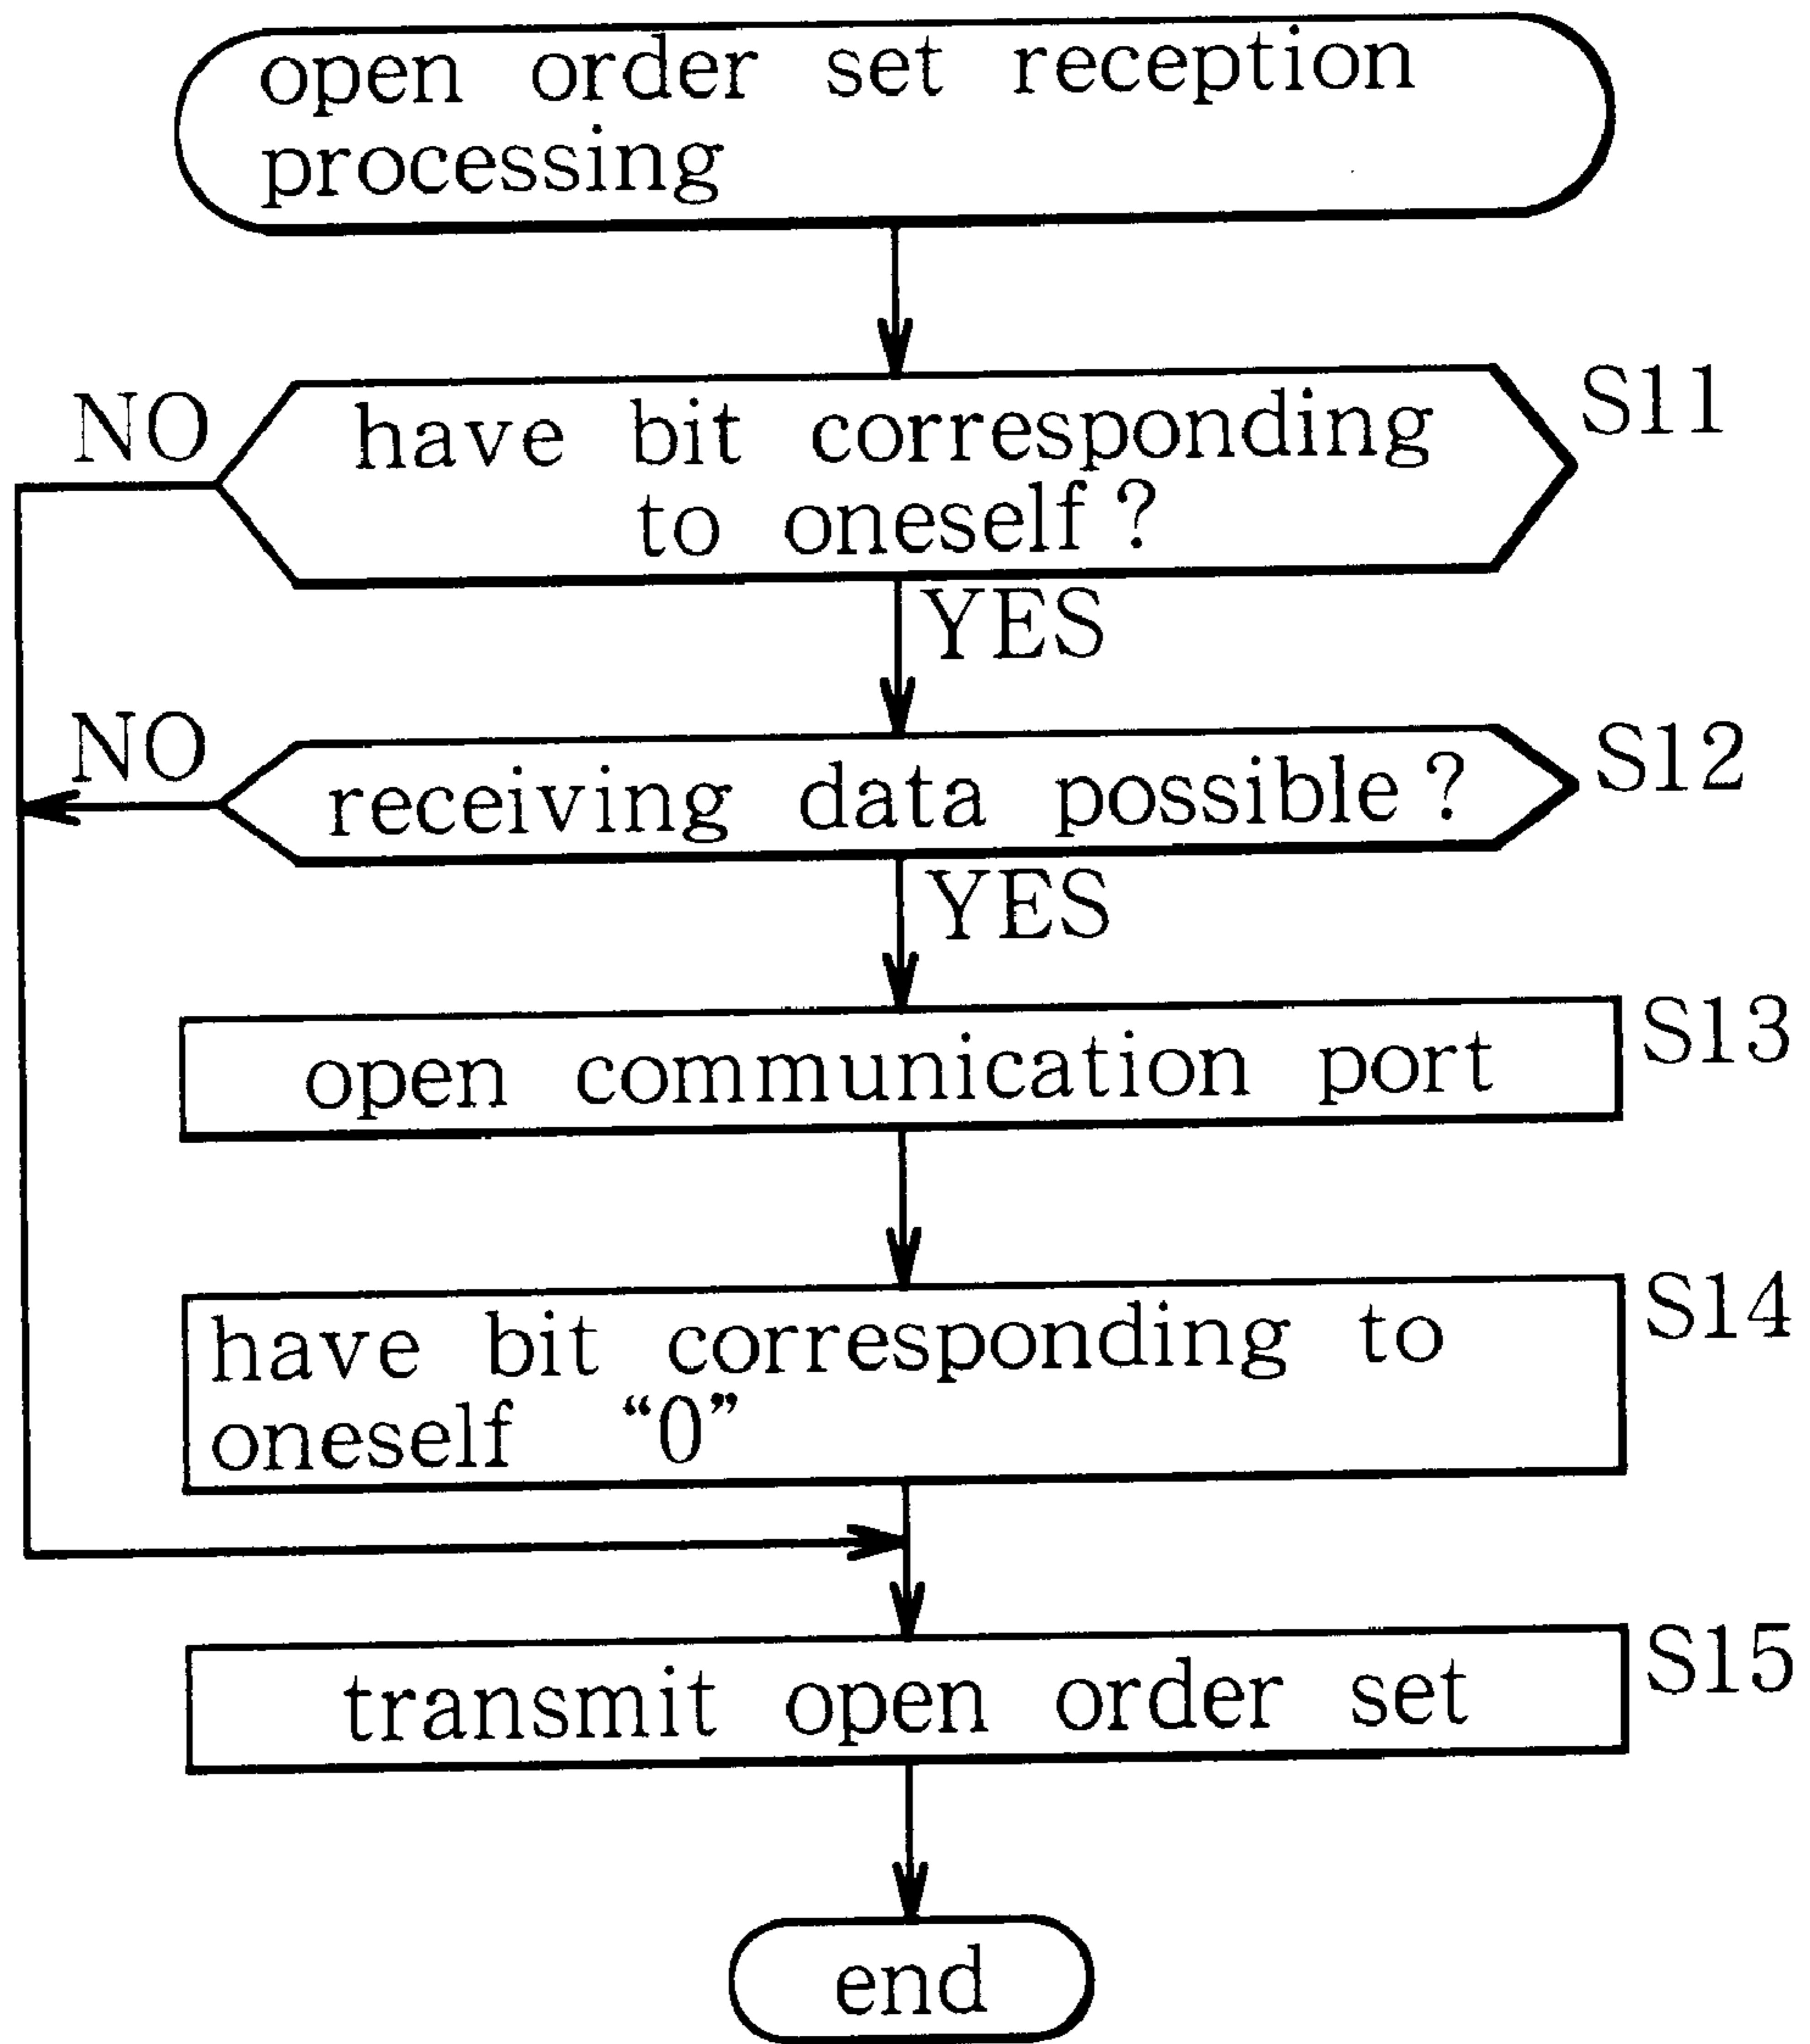 open order set reception
processing
NO
have bit corresponding
to oneself ?
S11
YES
NO
receiving data possible ?
S12
YES
open communication port
S13
have bit corresponding to
oneself “0”
S14
transmit open order set
S15
end